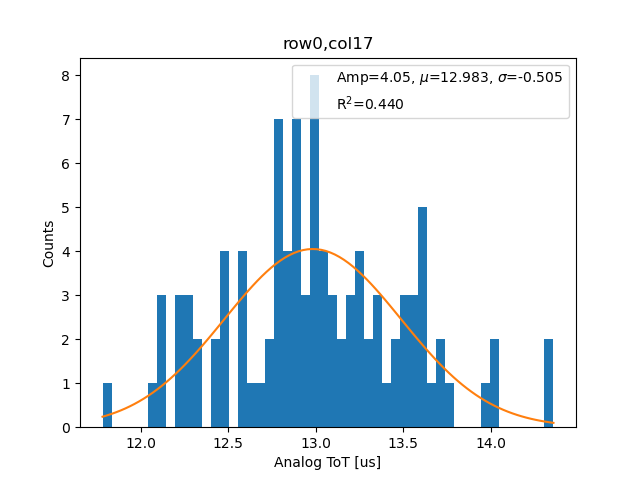 row0,col17
Amp=4.05, μ=12.983, σ=-0.505
R²=0.440
8
7
6
5
4
3
2
1
0
Counts
12.0 12.5 13.0 13.5 14.0
Analog ToT [us]